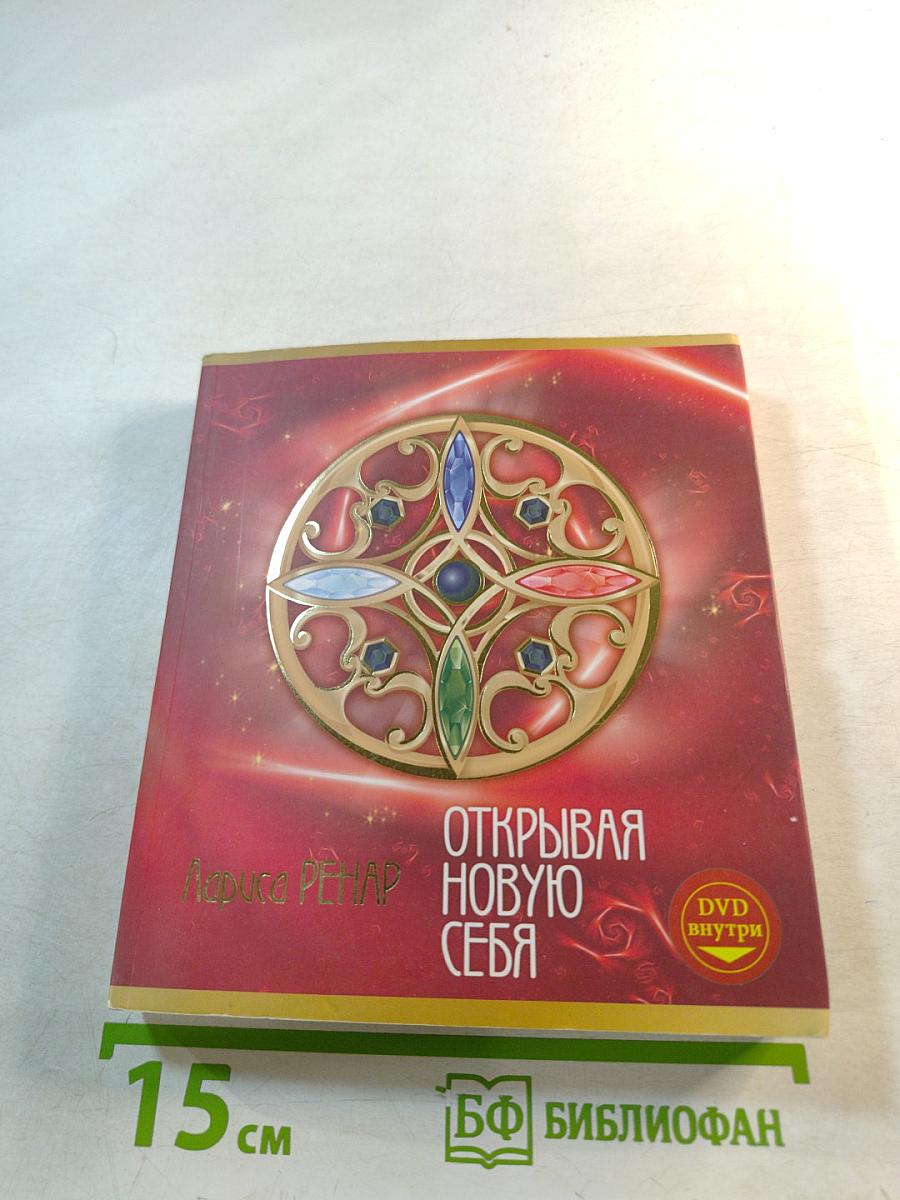 Лариса РЕНАР
ОТКРЫВАЯ
НОВУЮ
СЕБЯ
DVD
внутри
15 см
БФ БИБЛИОФАН